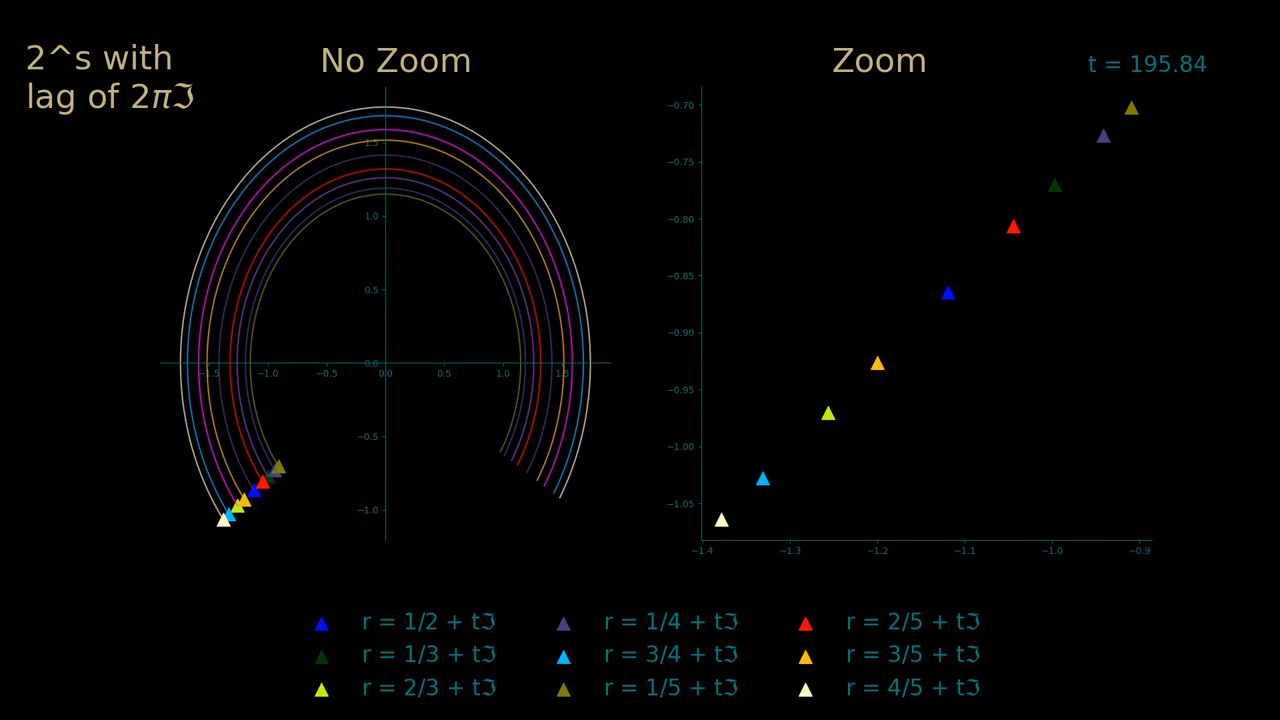 2^s with
lag of 2πℑ
No Zoom
Zoom
t = 195.84
1.5
1.0
0.5
0.0
−0.5
−1.0
−1.5 −1.0 −0.5 0.0 0.5 1.0 1.5
−0.70
−0.75
−0.80
−0.85
−0.90
−0.95
−1.00
−1.05
−1.4 −1.3 −1.2 −1.1 −1.0 −0.9
r = 1/2 + tℑ r = 1/4 + tℑ r = 2/5 + tℑ
r = 1/3 + tℑ r = 3/4 + tℑ r = 3/5 + tℑ
r = 2/3 + tℑ r = 1/5 + tℑ r = 4/5 + tℑ